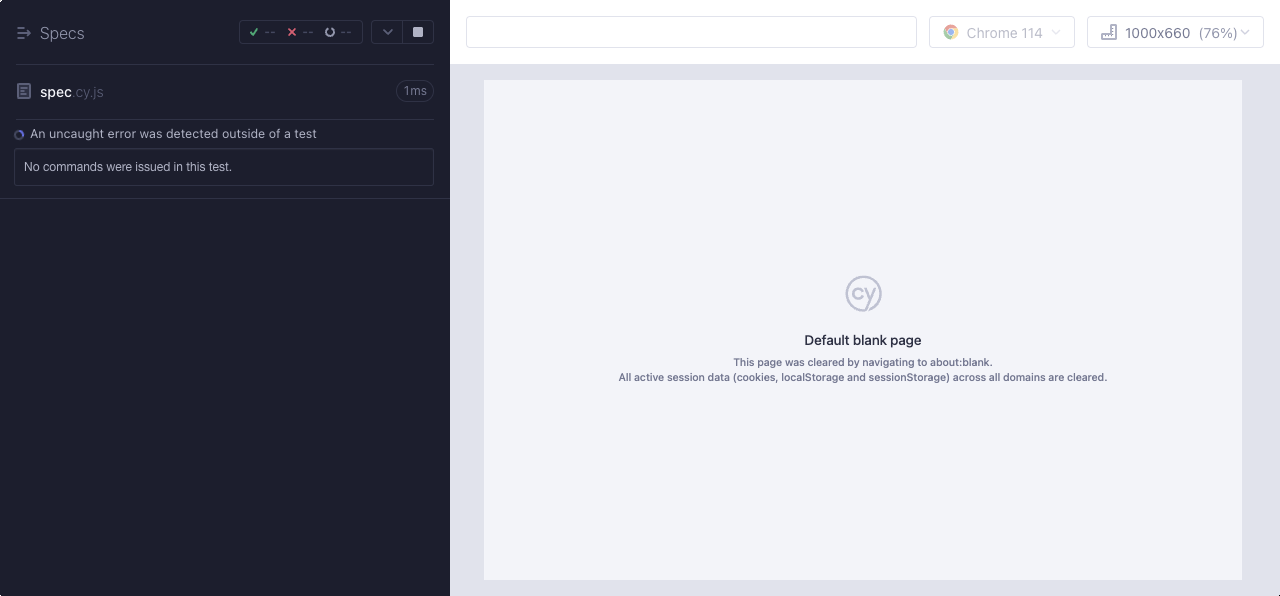 Specs
-- -- --
spec.cy.js
1ms
An uncaught error was detected outside of a test
No commands were issued in this test.
Chrome 114
1000x660 (76%)
cy
Default blank page
This page was cleared by navigating to about:blank.
All active session data (cookies, localStorage and sessionStorage) across all domains are cleared.